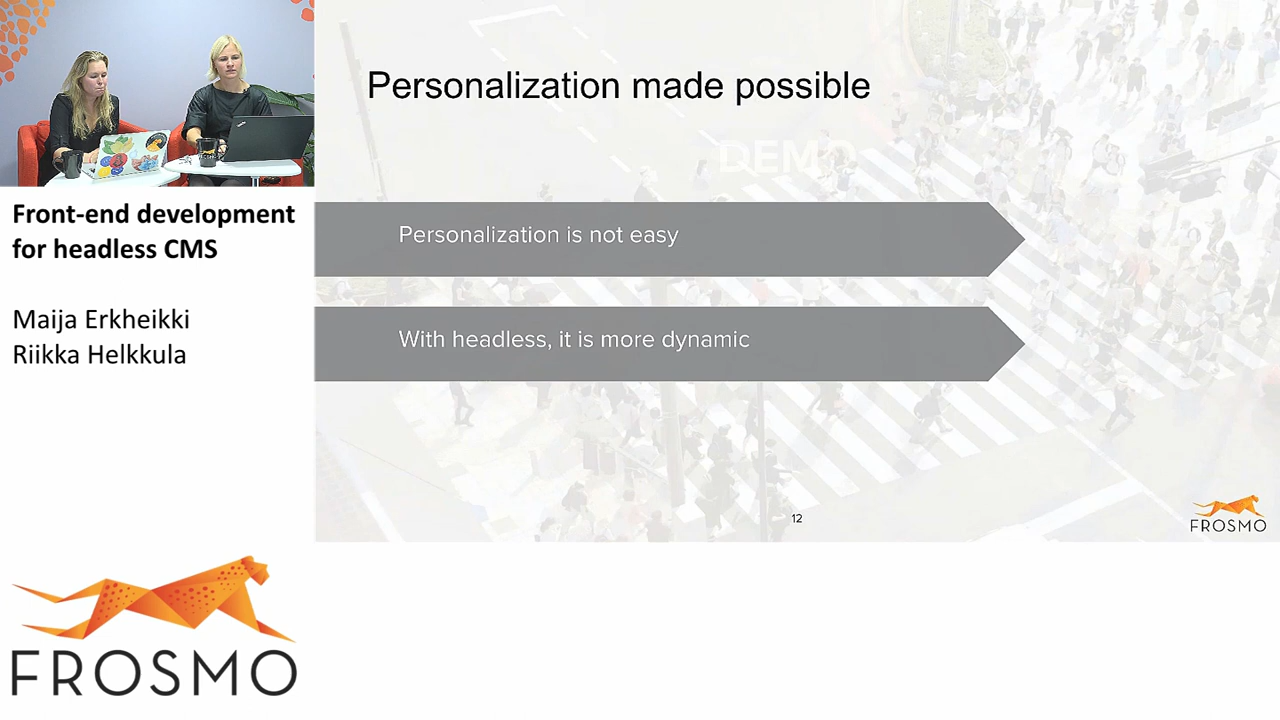 Personalization made possible
DEMO
Personalization is not easy
With headless, it is more dynamic
12
FROSMO
Front-end development
for headless CMS
Maija Erkheikki
Riikka Helkkula
FROSMO